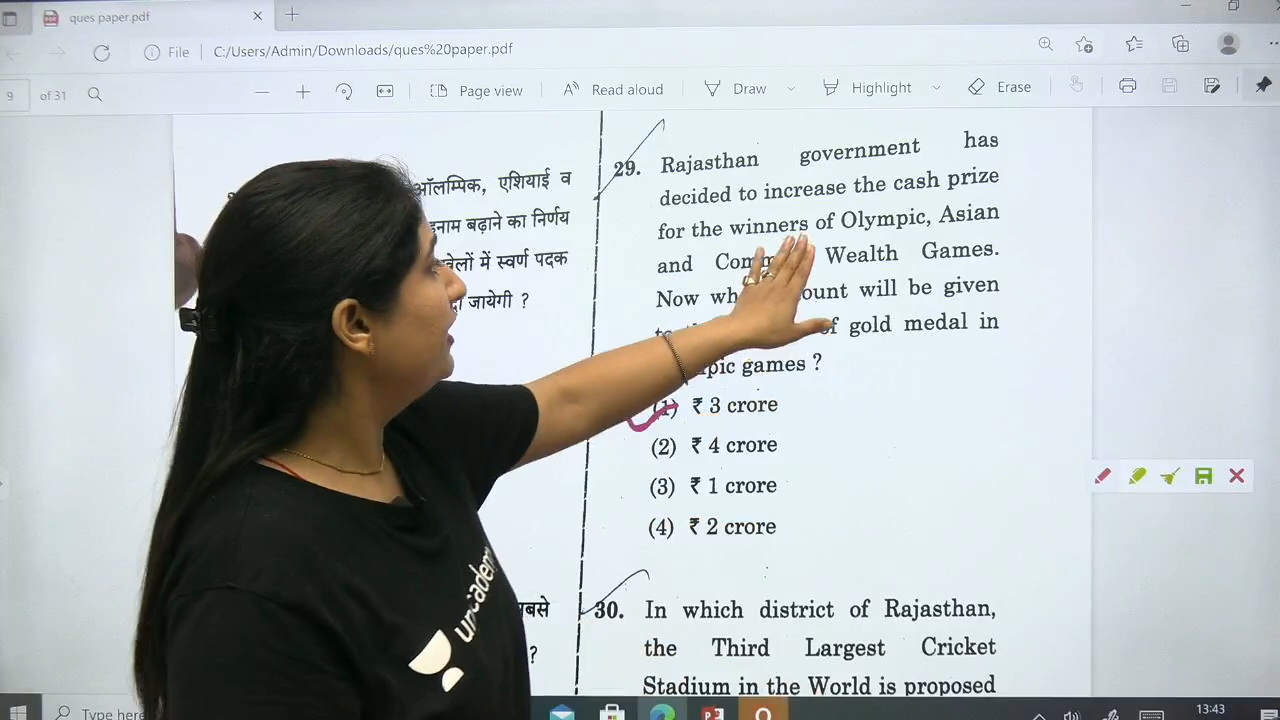 ques paper.pdf
File C:/Users/Admin/Downloads/ques%20paper.pdf
9 of 31 Page view Read aloud Draw Highlight Erase
ऑलम्पिक, एशियाई व
इनाम बढ़ाने का निर्णय
में स्वर्ण पदक
जायेगी ?
?
29. Rajasthan government has
decided to increase the cash prize
for the winners of Olympic, Asian
and Wealth Games.
Now will be given
of gold medal in
games ?
(1) ₹ 3 crore
(2) ₹ 4 crore
(3) ₹ 1 crore
(4) ₹ 2 crore
30. In which district of Rajasthan,
the Third Largest Cricket
Stadium in the World is proposed
unacademy
Type here
13:43